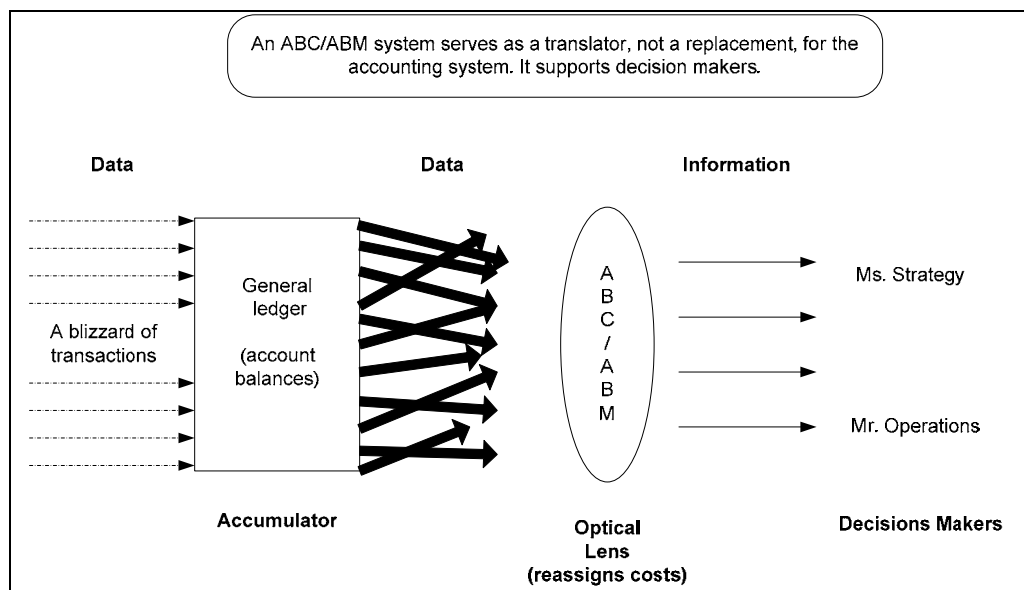 An ABC/ABM system serves as a translator, not a replacement, for the
accounting system. It supports decision makers.
Data
Data
Information
A blizzard of
transactions
General
ledger
(account
balances)
A
B
C
/
A
B
M
Ms. Strategy
Mr. Operations
Accumulator
Optical
Lens
(reassigns costs)
Decisions Makers